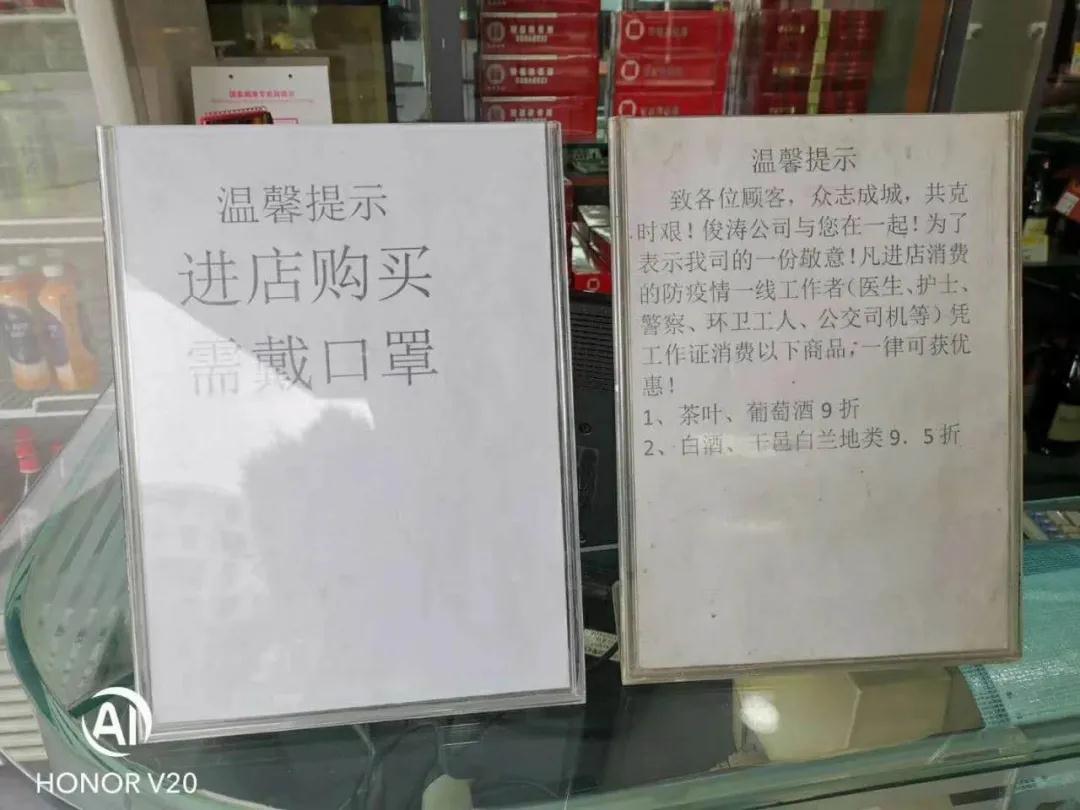 温馨提示
进店购买
需戴口罩
温馨提示
致各位顾客，众志成城，共克
时艰！俊涛公司与您在一起！为了
表示我司的一份敬意！凡进店消费
的防疫情一线工作者（医生、护士、
警察、环卫工人、公交司机等）凭
工作证消费以下商品，一律可获优
惠！
1、茶叶、葡萄酒9折
2、白酒、干邑白兰地类9．5折
AI
HONOR V20